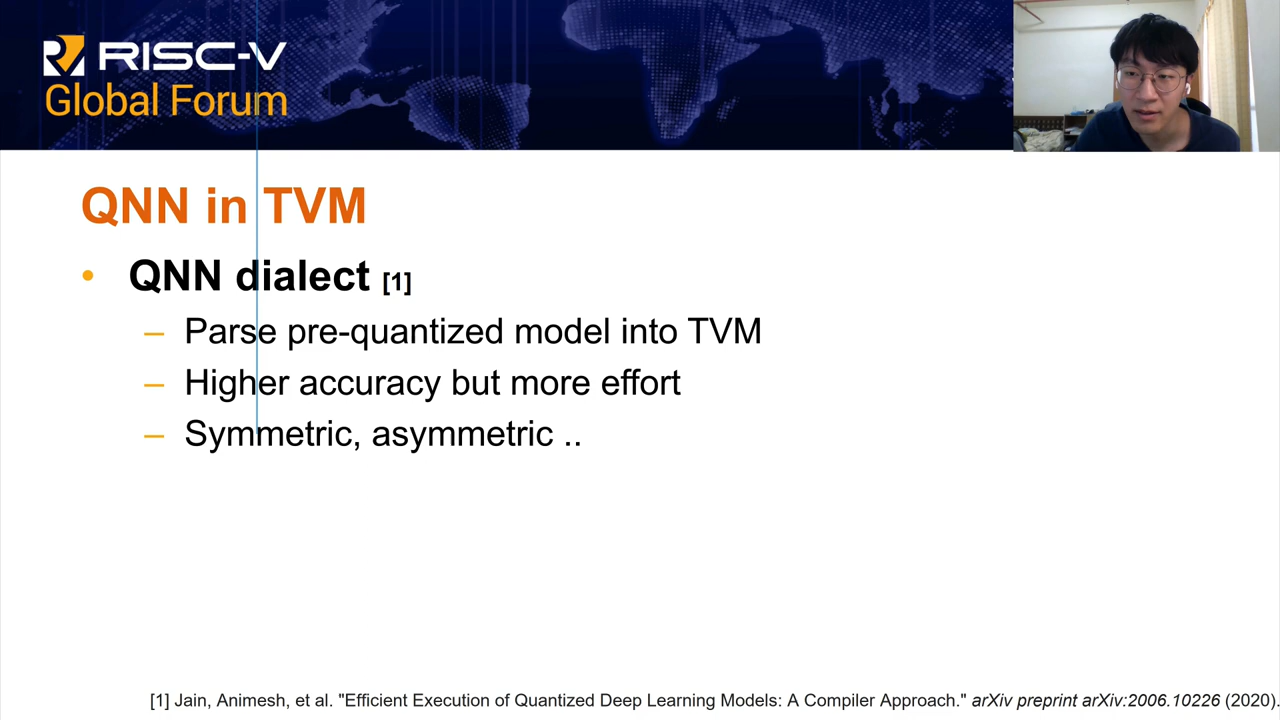 RISC-V
Global Forum
QNN in TVM
• QNN dialect [1]
– Parse pre-quantized model into TVM
– Higher accuracy but more effort
– Symmetric, asymmetric ..
[1] Jain, Animesh, et al. "Efficient Execution of Quantized Deep Learning Models: A Compiler Approach." arXiv preprint arXiv:2006.10226 (2020).